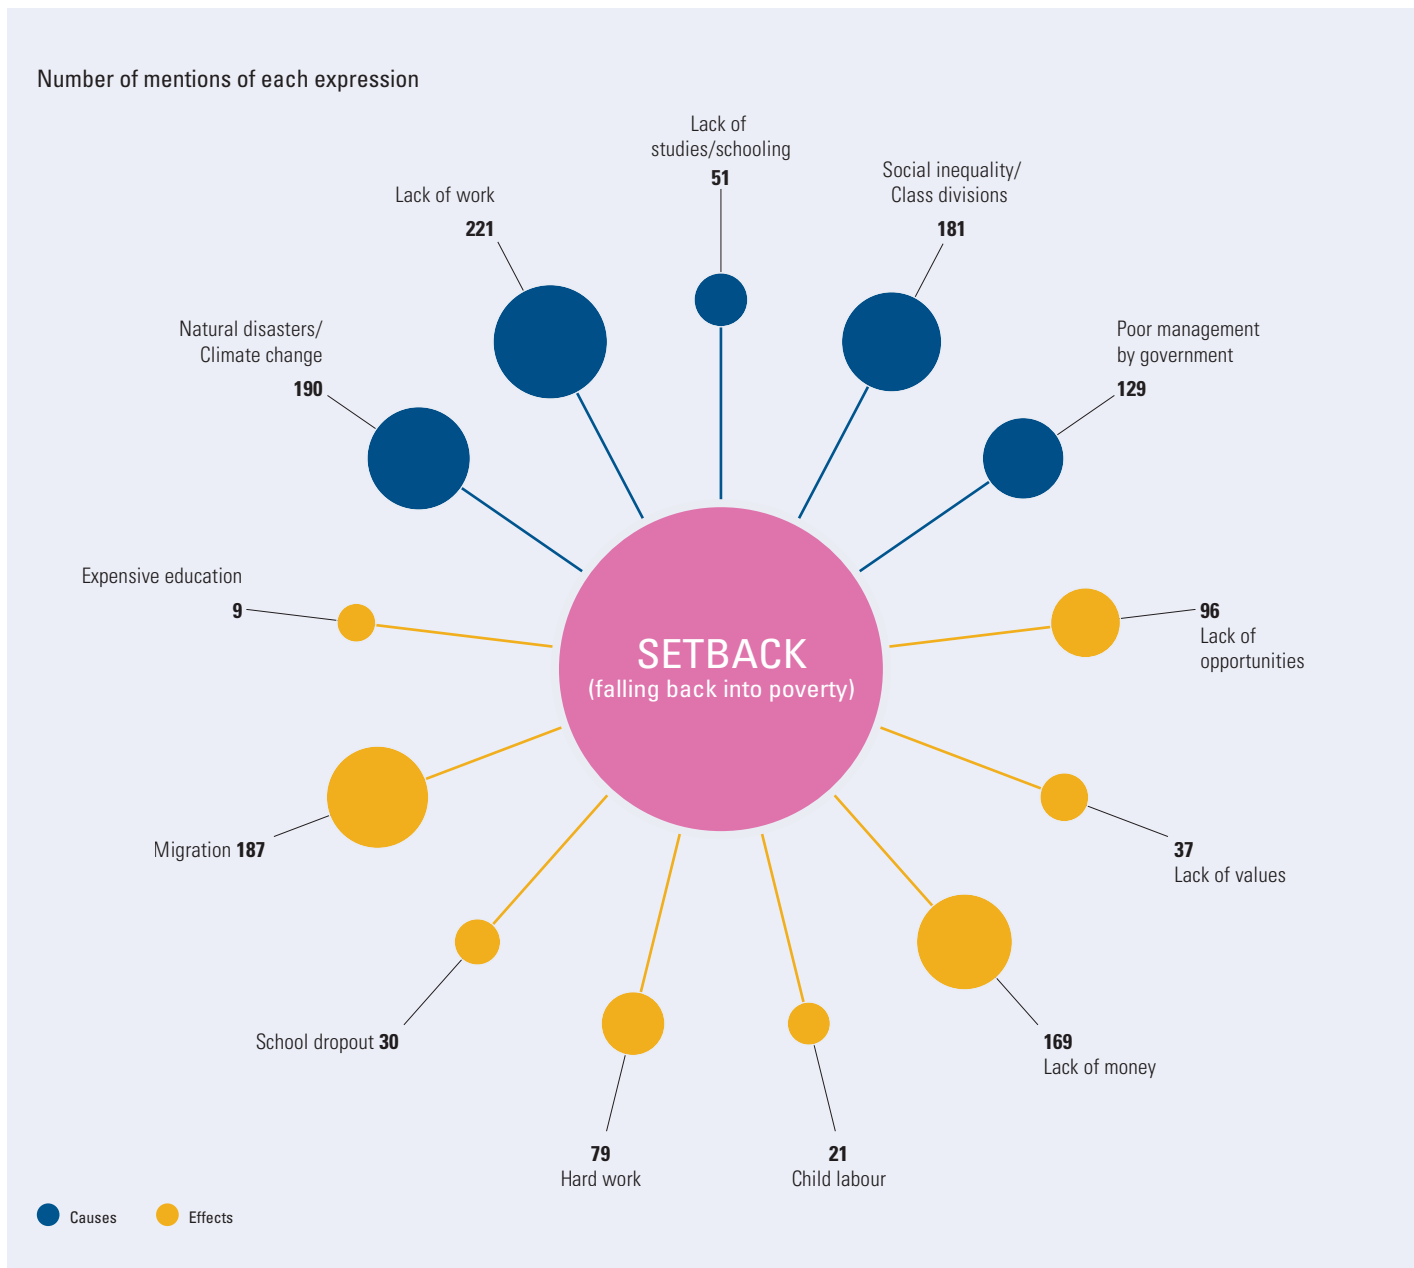 Number of mentions of each expression
Lack of
studies/schooling
51
Social inequality/
Class divisions
181
Lack of work
221
Poor management
by government
129
Natural disasters/
Climate change
190
Expensive education
9
96
Lack of
opportunities
SETBACK
(falling back into poverty)
Migration 187
37
Lack of values
School dropout 30
169
Lack of money
79
Hard work
21
Child labour
Causes
Effects